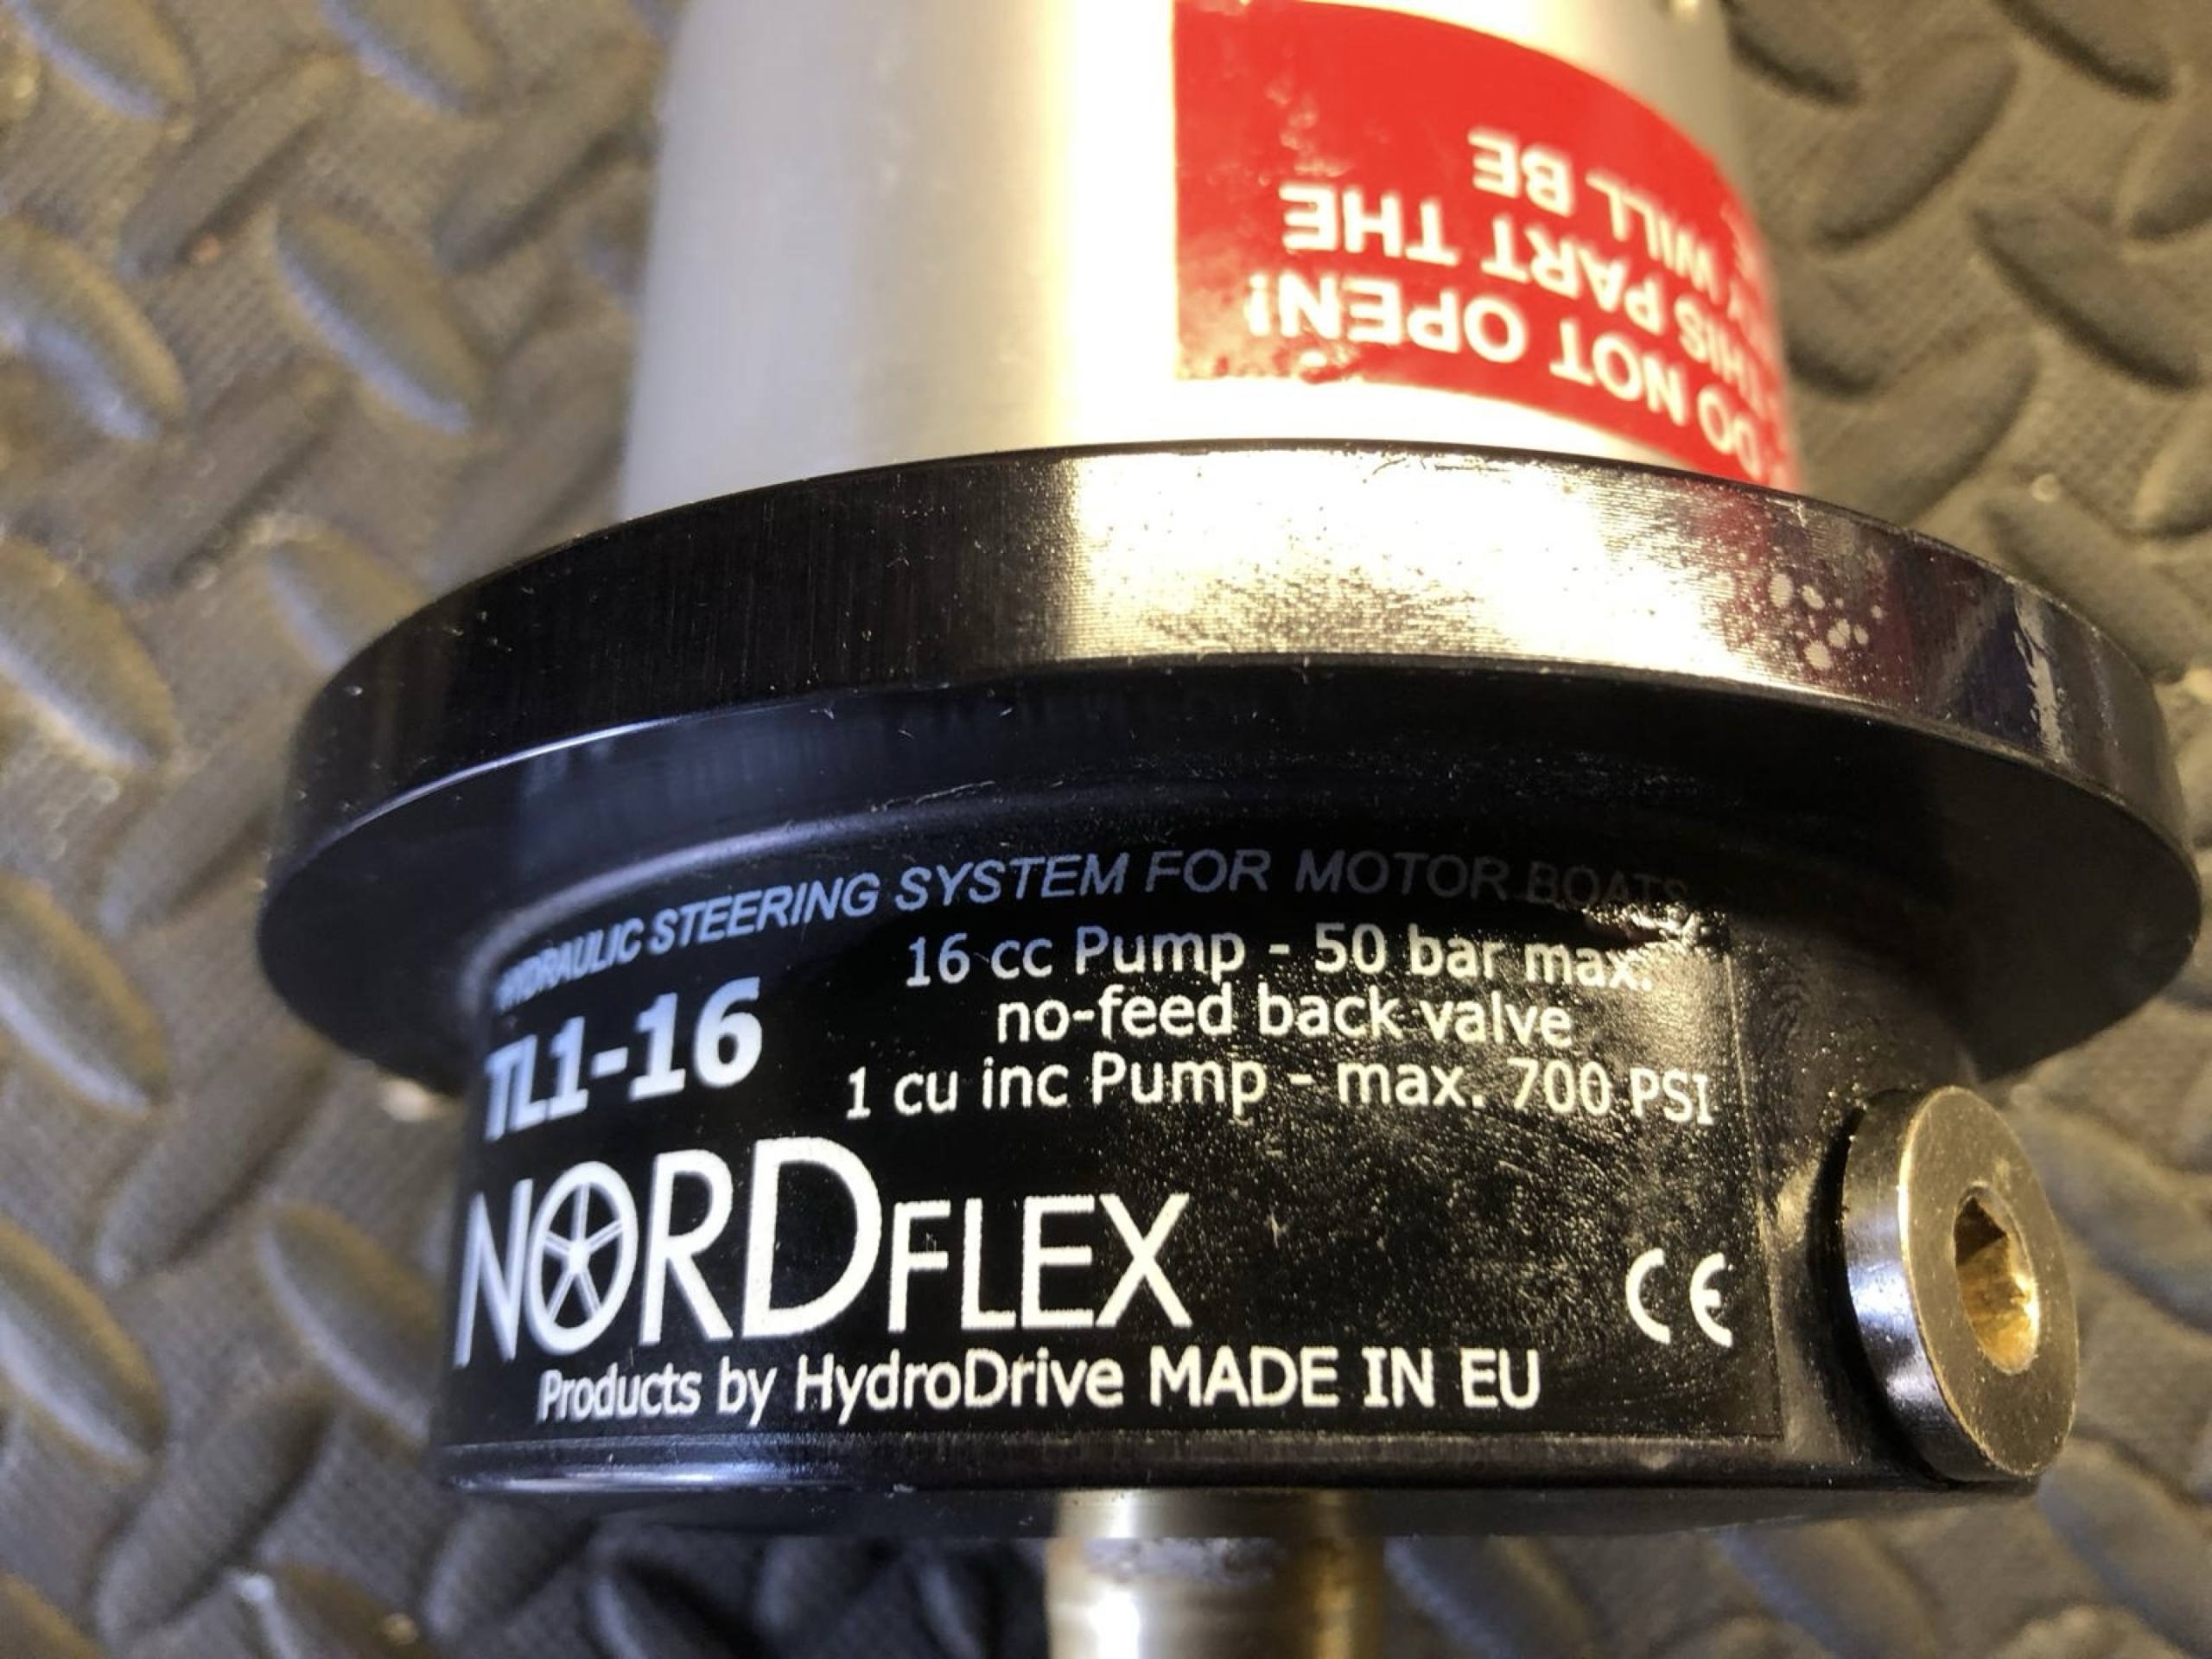 DO NOT OPEN!
THIS PART THE
WILL BE
HYDRAULIC STEERING SYSTEM FOR MOTOR BOATS
TL1-16
16 cc Pump - 50 bar max.
no-feed back valve
1 cu inc Pump - max. 700 PSI
NORDFLEX
CE
Products by HydroDrive MADE IN EU